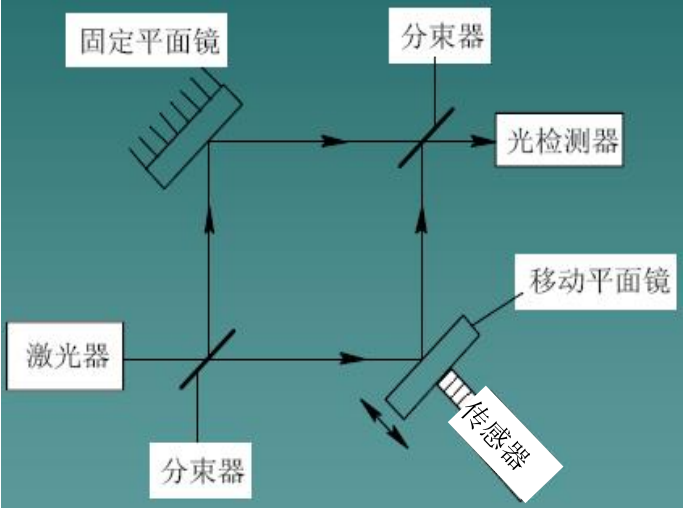 固定平面镜
分束器
光检测器
移动平面镜
激光器
传感器
分束器